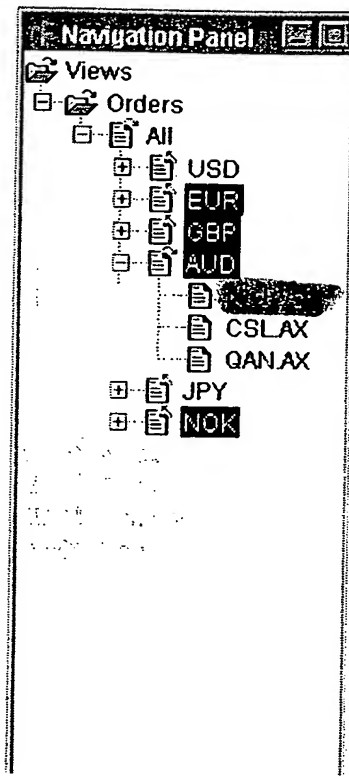 Navigation Panel
Views
Orders
All
USD
EUR
GBP
AUD
CSL.AX
QAN.AX
JPY
NOK